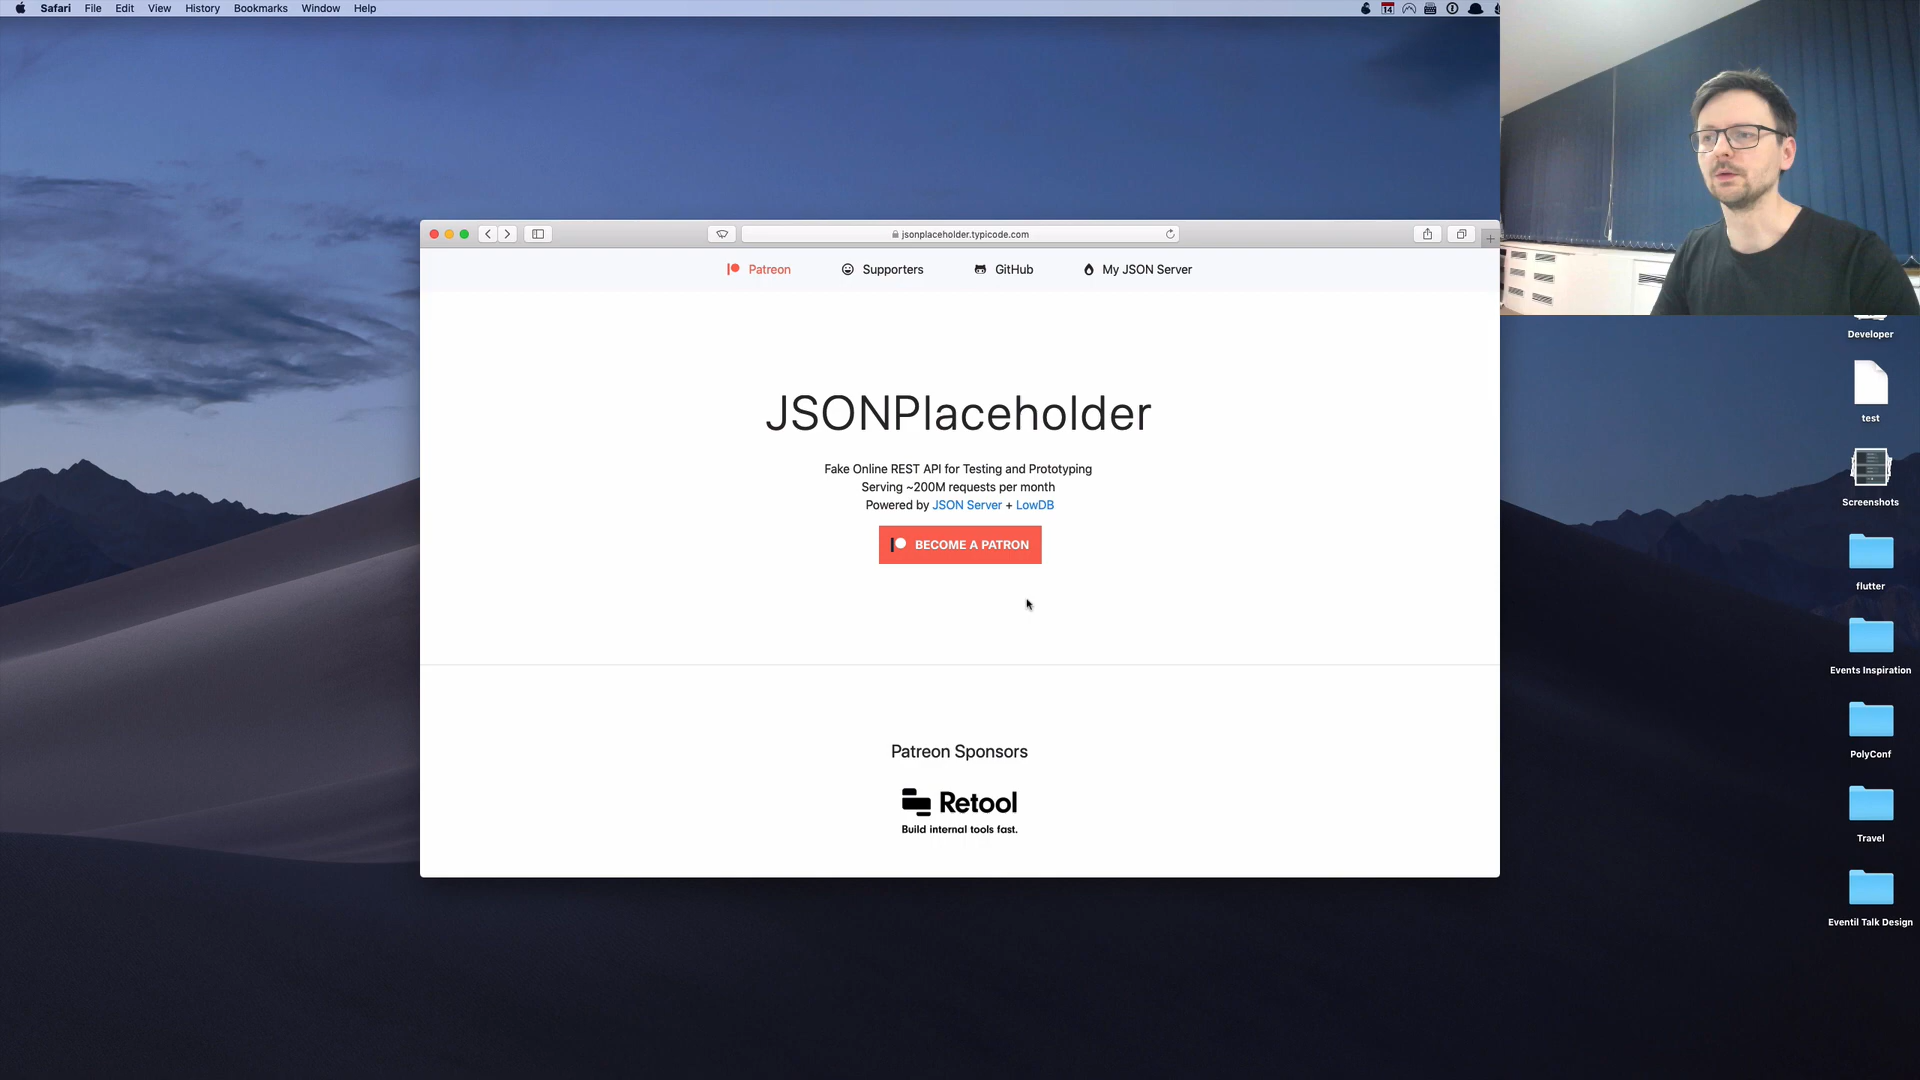 Safari File Edit View History Bookmarks Window Help
14
jsonplaceholder.typicode.com
Patreon Supporters GitHub My JSON Server
JSONPlaceholder
Fake Online REST API for Testing and Prototyping
Serving ~200M requests per month
Powered by JSON Server + LowDB
BECOME A PATRON
Patreon Sponsors
Retool
Build internal tools fast.
Developer
test
Screenshots
flutter
Events Inspiration
PolyConf
Travel
Eventil Talk Design